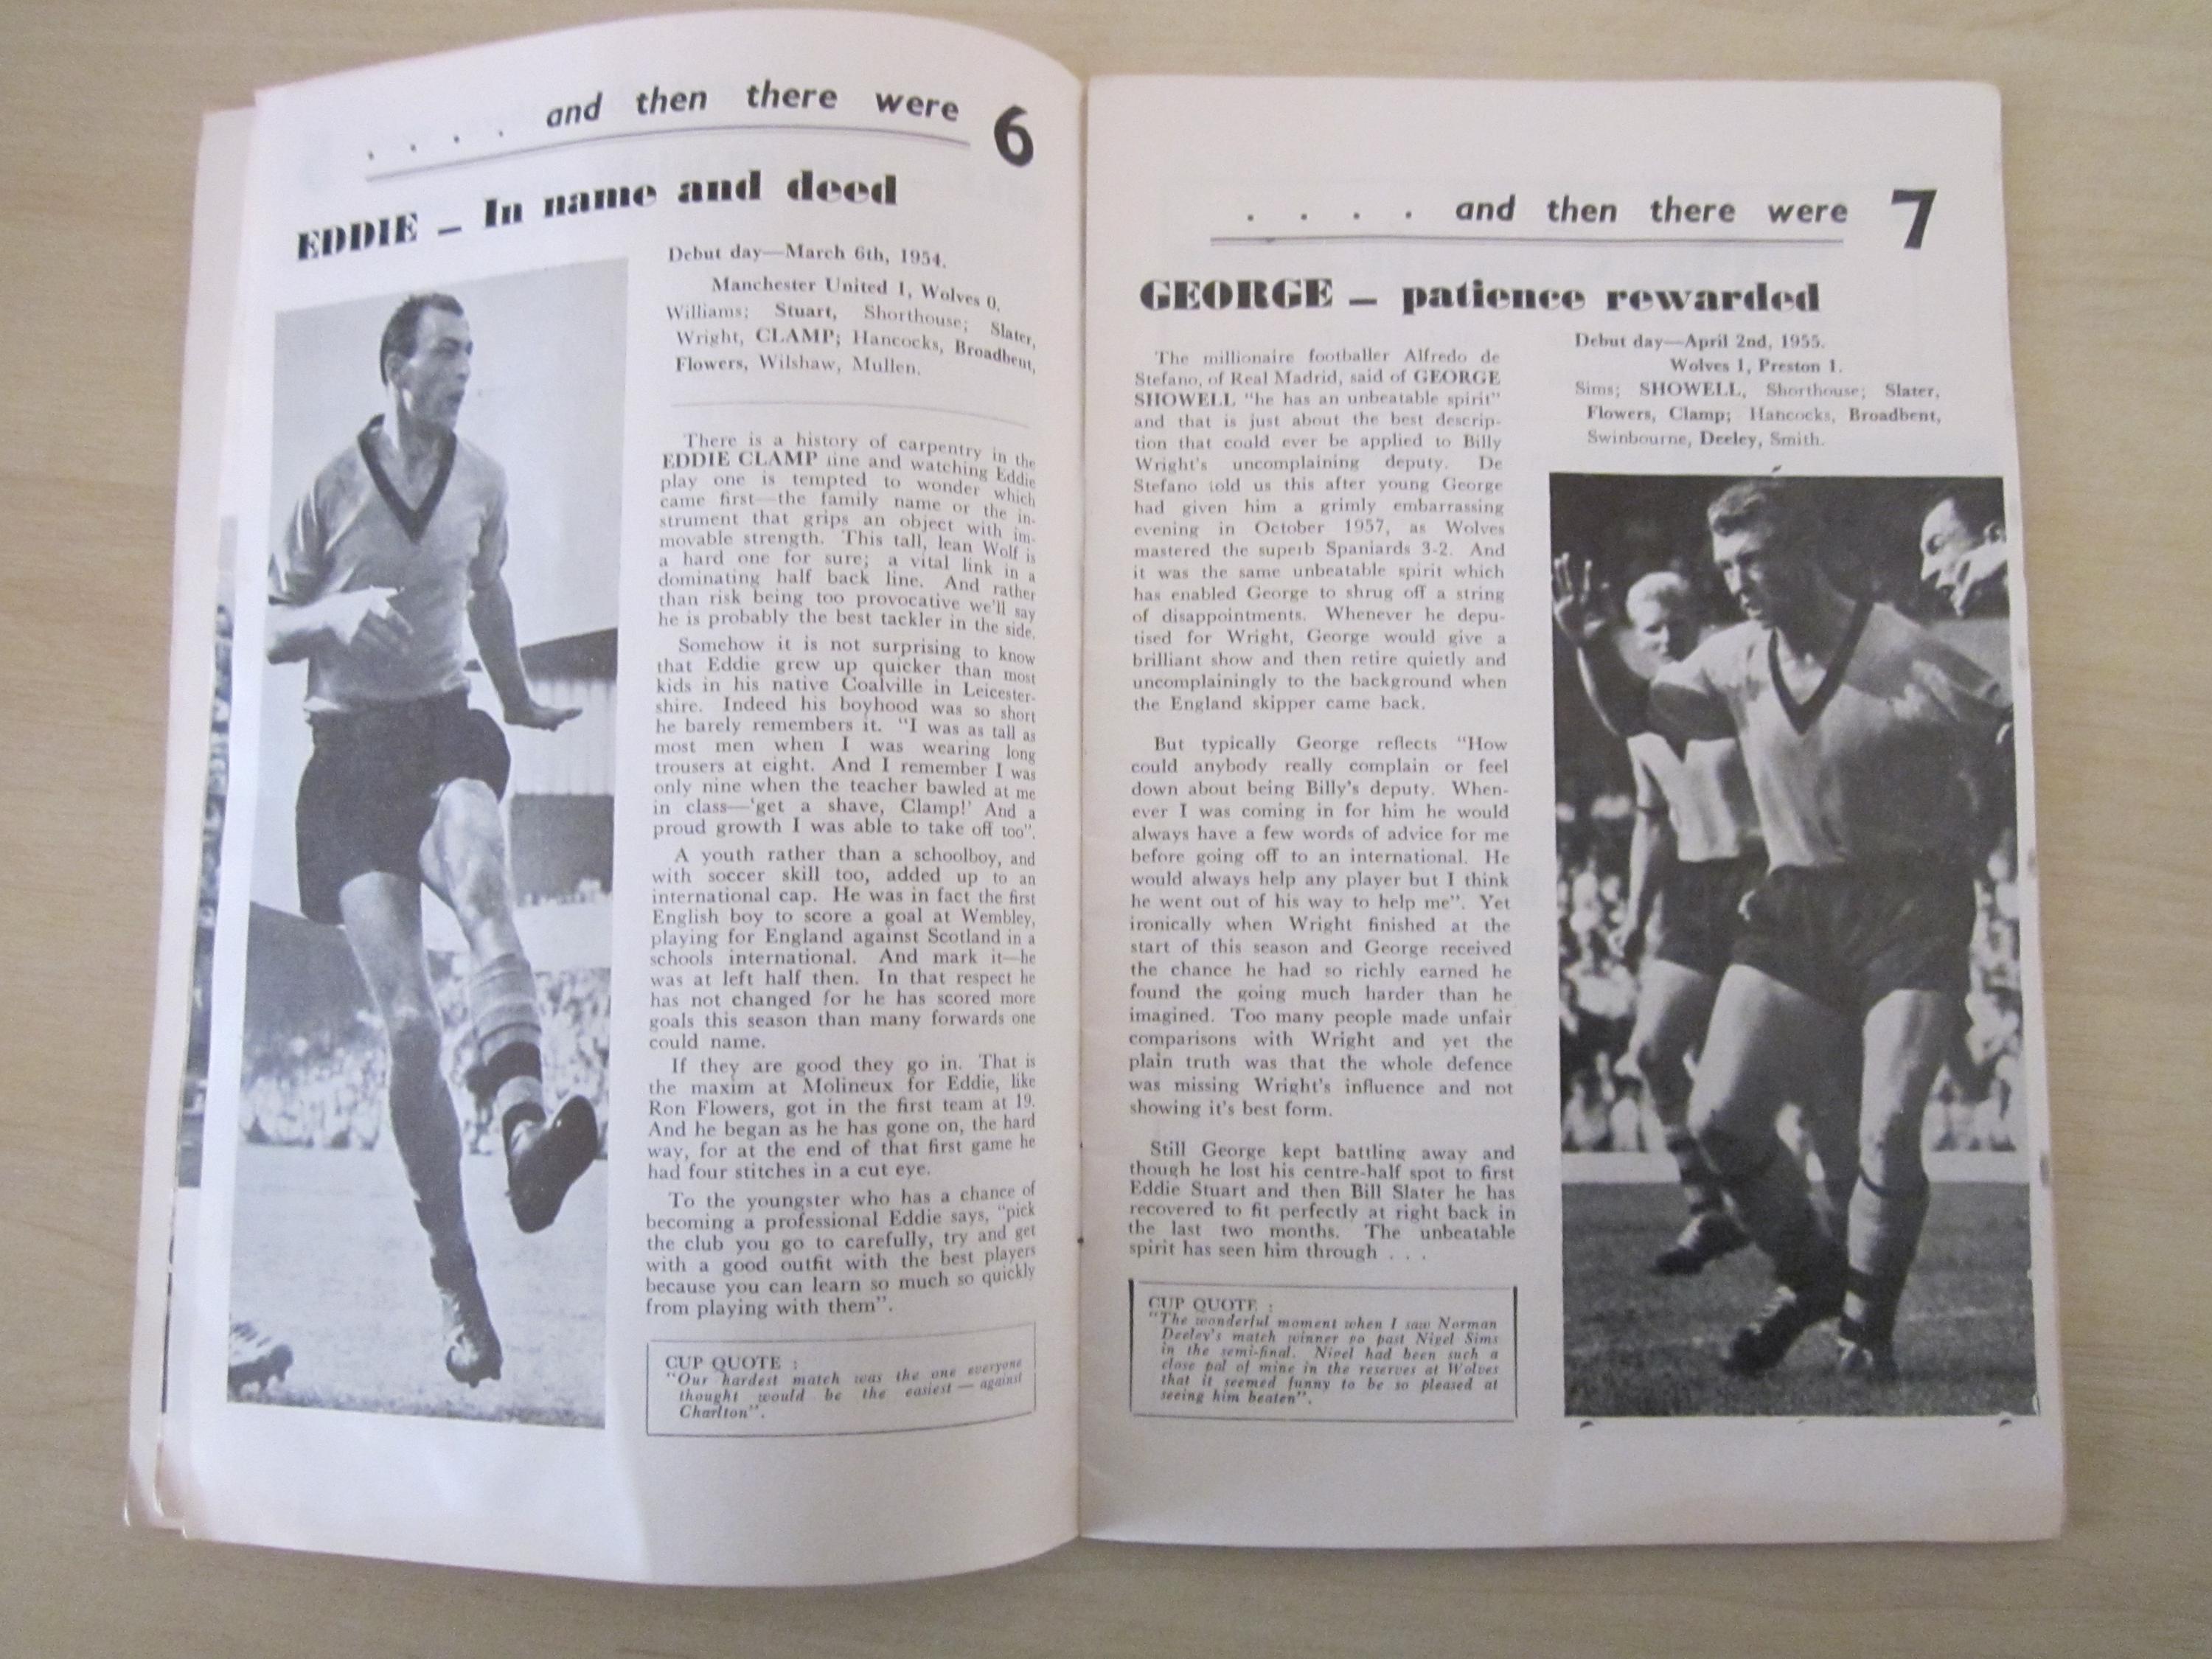 . . . . and then there were 6
EDDIE — In name and deed
Debut day—March 6th, 1954.
Manchester United 1, Wolves 0.
Williams; Stuart, Shorthouse; Slater,
Wright, CLAMP; Hancocks, Broadbent,
Flowers, Wilshaw, Mullen.
There is a history of carpentry in the
EDDIE CLAMP line and watching Eddie
play one is tempted to wonder which
came first—the family name or the in-
strument that grips an object with im-
movable strength. This tall, lean Wolf is
a hard one for sure; a vital link in a
dominating half back line. And rather
than risk being too provocative we'll say
he is probably the best tackler in the side.
Somehow it is not surprising to know
that Eddie grew up quicker than most
kids in his native Coalville in Leicester-
shire. Indeed his boyhood was so short
he barely remembers it. "I was as tall as
most men when I was wearing long
trousers at eight. And I remember I was
only nine when the teacher bawled at me
in class—'get a shave, Clamp!' And a
proud growth I was able to take off too".
A youth rather than a schoolboy, and
with soccer skill too, added up to an
international cap. He was in fact the first
English boy to score a goal at Wembley,
playing for England against Scotland in a
schools international. And mark it—he
was at left half then. In that respect he
has not changed for he has scored more
goals this season than many forwards one
could name.
If they are good they go in. That is
the maxim at Molineux for Eddie, like
Ron Flowers, got in the first team at 19.
And he began as he has gone on, the hard
way, for at the end of that first game he
had four stitches in a cut eye.
To the youngster who has a chance of
becoming a professional Eddie says, "pick
the club you go to carefully, try and get
with a good outfit with the best players
because you can learn so much so quickly
from playing with them".
CUP QUOTE :
"Our hardest match was the one everyone
thought would be the easiest — against
Charlton".
. . . . and then there were 7
GEORGE — patience rewarded
The millionaire footballer Alfredo de
Stefano, of Real Madrid, said of GEORGE
SHOWELL "he has an unbeatable spirit"
and that is just about the best descrip-
tion that could ever be applied to Billy
Wright's uncomplaining deputy. De
Stefano told us this after young George
had given him a grimly embarrassing
evening in October 1957, as Wolves
mastered the superb Spaniards 3-2. And
it was the same unbeatable spirit which
has enabled George to shrug off a string
of disappointments. Whenever he depu-
tised for Wright, George would give a
brilliant show and then retire quietly and
uncomplainingly to the background when
the England skipper came back.
But typically George reflects "How
could anybody really complain or feel
down about being Billy's deputy. When-
ever I was coming in for him he would
always have a few words of advice for me
before going off to an international. He
would always help any player but I think
he went out of his way to help me". Yet
ironically when Wright finished at the
start of this season and George received
the chance he had so richly earned he
found the going much harder than he
imagined. Too many people made unfair
comparisons with Wright and yet the
plain truth was that the whole defence
was missing Wright's influence and not
showing it's best form.
Still George kept battling away and
though he lost his centre-half spot to first
Eddie Stuart and then Bill Slater he has
recovered to fit perfectly at right back in
the last two months. The unbeatable
spirit has seen him through . . .
CUP QUOTE :
"The wonderful moment when I saw Norman
Deeley's match winner go past Nigel Sims
in the semi-final. Nigel had been such a
close pal of mine in the reserves at Wolves
that it seemed funny to be so pleased at
seeing him beaten".
Debut day—April 2nd, 1955.
Wolves 1, Preston 1.
Sims; SHOWELL, Shorthouse; Slater,
Flowers, Clamp; Hancocks, Broadbent,
Swinbourne, Deeley, Smith.